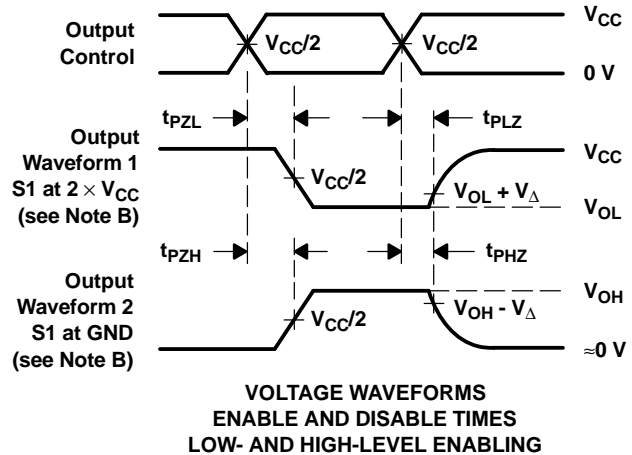 Output
Control
V_CC/2
V_CC/2
V_CC
0 V
t_PZL
t_PLZ
Output
Waveform 1
S1 at 2 × V_CC
(see Note B)
V_CC/2
V_OL + V_Δ
V_CC
V_OL
t_PZH
t_PHZ
Output
Waveform 2
S1 at GND
(see Note B)
V_CC/2
V_OH - V_Δ
V_OH
≈0 V
VOLTAGE WAVEFORMS
ENABLE AND DISABLE TIMES
LOW- AND HIGH-LEVEL ENABLING